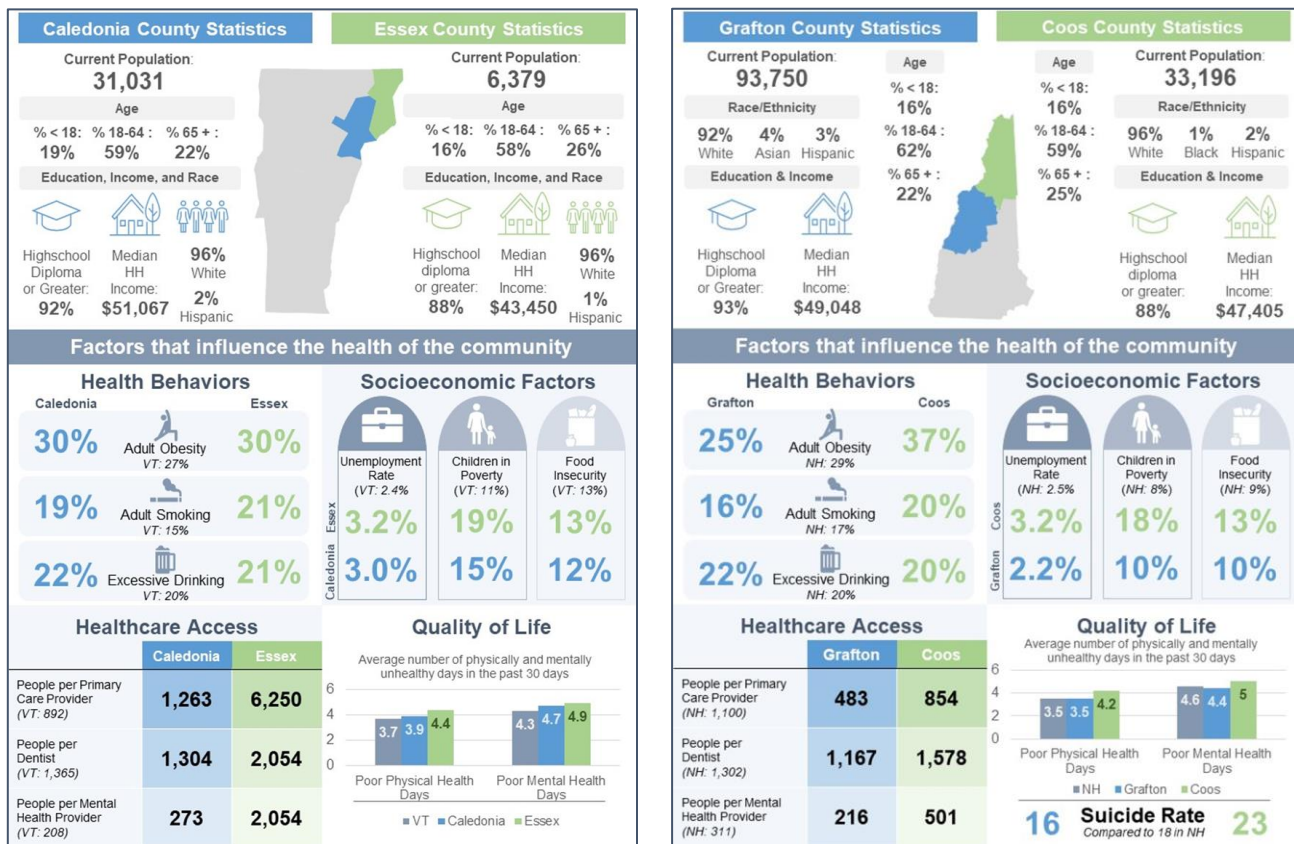 Caledonia County Statistics
Essex County Statistics
Current Population:
31,031
Age
% < 18: % 18-64 : % 65 + :
19% 59% 22%
Education, Income, and Race
Highschool
Diploma
or Greater:
92%
Median
HH
Income:
$51,067
96%
White
2%
Hispanic
Current Population:
6,379
Age
% < 18: % 18-64 : % 65 + :
16% 58% 26%
Education, Income, and Race
Highschool
diploma
or greater:
88%
Median
HH
Income:
$43,450
96%
White
1%
Hispanic
Factors that influence the health of the community
Health Behaviors
Caledonia Essex
30% Adult Obesity 30%
VT: 27%
19% Adult Smoking 21%
VT: 15%
22% Excessive Drinking 21%
VT: 20%
Socioeconomic Factors
Unemployment
Rate
(VT: 2.4%
Children in
Poverty
(VT: 11%)
Food
Insecurity
(VT: 13%)
Essex
3.2% 19% 13%
Caledonia
3.0% 15% 12%
Healthcare Access
Caledonia Essex
People per Primary
Care Provider
(VT: 892)
1,263 6,250
People per
Dentist
(VT: 1,365)
1,304 2,054
People per Mental
Health Provider
(VT: 208)
273 2,054
Quality of Life
Average number of physically and mentally
unhealthy days in the past 30 days
6
4
2
0
3.7 3.9 4.4
4.3 4.7 4.9
Poor Physical Health
Days
Poor Mental Health
Days
VT Caledonia Essex
Grafton County Statistics
Coos County Statistics
Current Population:
93,750
Race/Ethnicity
92% 4% 3%
White Asian Hispanic
Education & Income
Highschool
Diploma
or Greater:
93%
Median
HH
Income:
$49,048
Age
% < 18:
16%
% 18-64 :
62%
% 65 + :
22%
Age
% < 18:
16%
% 18-64 :
59%
% 65 + :
25%
Current Population:
33,196
Race/Ethnicity
96% 1% 2%
White Black Hispanic
Education & Income
Highschool
diploma
or greater:
88%
Median
HH
Income:
$47,405
Factors that influence the health of the community
Health Behaviors
Grafton Coos
25% Adult Obesity 37%
NH: 29%
16% Adult Smoking 20%
NH: 17%
22% Excessive Drinking 20%
NH: 20%
Socioeconomic Factors
Unemployment
Rate
(NH: 2.5%
Children in
Poverty
(NH: 8%)
Food
Insecurity
(NH: 9%)
Coos
3.2% 18% 13%
Grafton
2.2% 10% 10%
Healthcare Access
Grafton Coos
People per Primary
Care Provider
(NH: 1,100)
483 854
People per
Dentist
(NH: 1,302)
1,167 1,578
People per Mental
Health Provider
(NH: 311)
216 501
Quality of Life
Average number of physically and mentally
unhealthy days in the past 30 days
6
4
2
0
3.5 3.5 4.2
4.6 4.4 5
Poor Physical Health
Days
Poor Mental Health
Days
NH Grafton Coos
16 Suicide Rate 23
Compared to 18 in NH